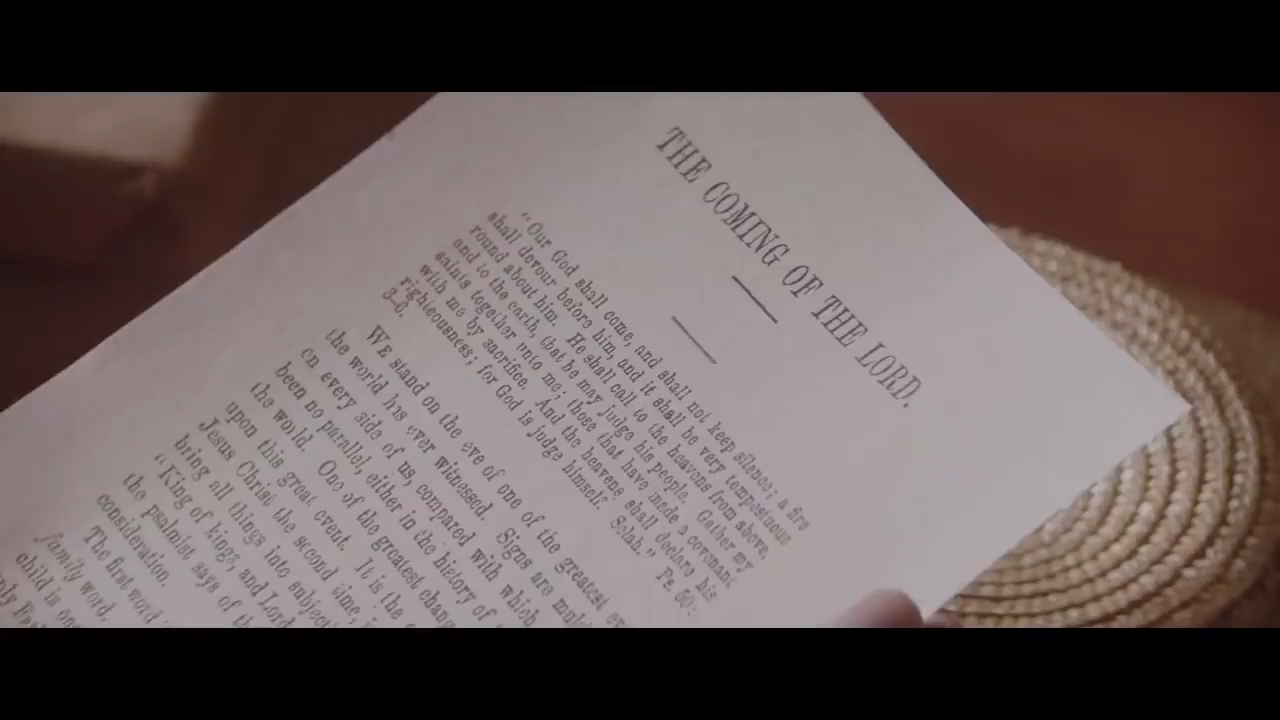 THE COMING OF THE LORD.
"Our God shall come, and shall not keep silence; a fire
shall devour before him, and it shall be very tempestuous
round about him. He shall call to the heavens from above,
and to the earth, that he may judge his people. Gather my
saints together unto me; those that have made a covenant
with me by sacrifice. And the heavens shall declare his
righteousness; for God is judge himself. Selah." Ps. 50:
3-6.
WE stand on the eve of one of the greatest
the world has ever witnessed. Signs are
on every side of us, compared with which
been no parallel, either in the history of
the world. One of the greatest
upon this great event. It is the
Jesus Christ the second time,
bring all things into
"King of kings, and Lord
the psalmist says of
consideration.
The first word
family word.
child is